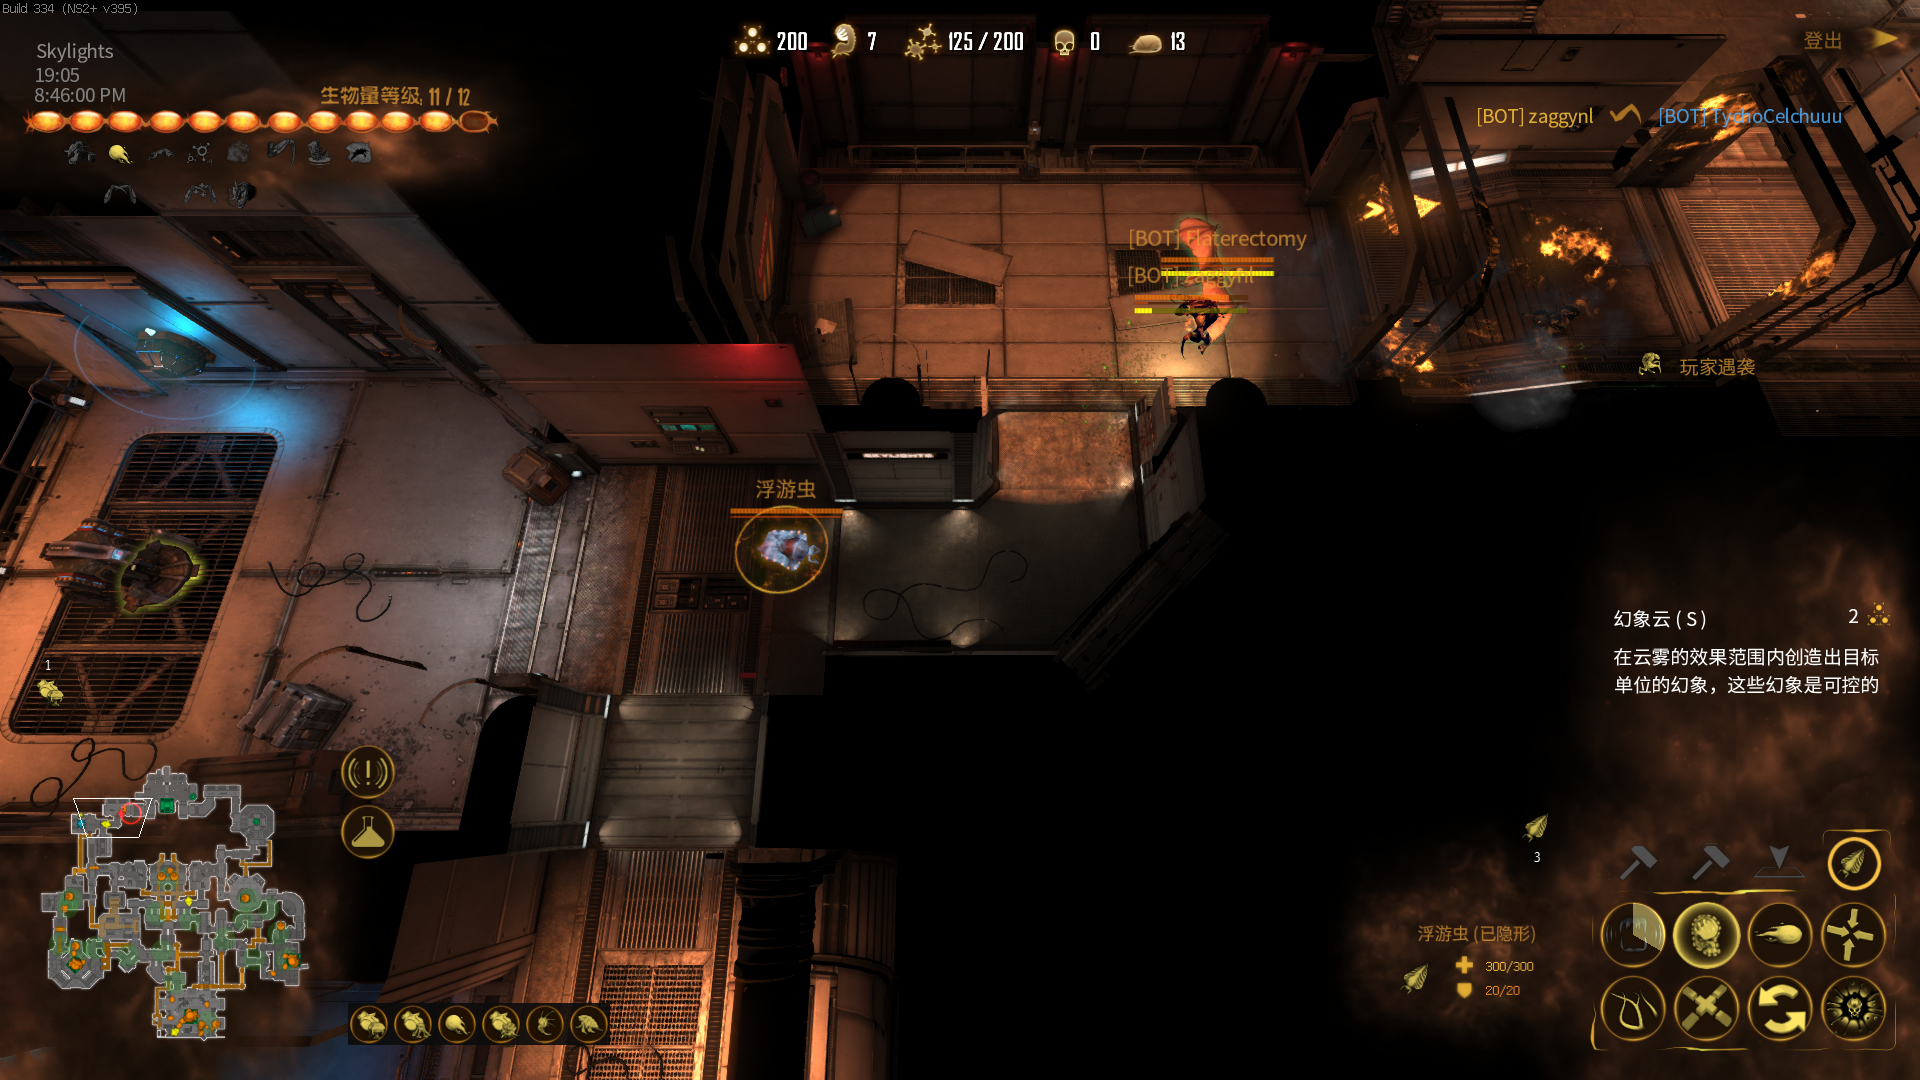 Build 334 (NS2+ v395)
Skylights
19:05
8:46:00 PM
生物量等级, 11 / 12
200
7
125 / 200
0
13
登出
[BOT] zaggynl
[BOT] TychoCelchuuu
[BOT] Flaterectomy
[BOT] zaggynl
玩家遇袭
SKYLIGHTS
浮游虫
1
幻象云 ( S )
2
在云雾的效果范围内创造出目标
单位的幻象，这些幻象是可控的
3
浮游虫 (已隐形)
300/300
20/20